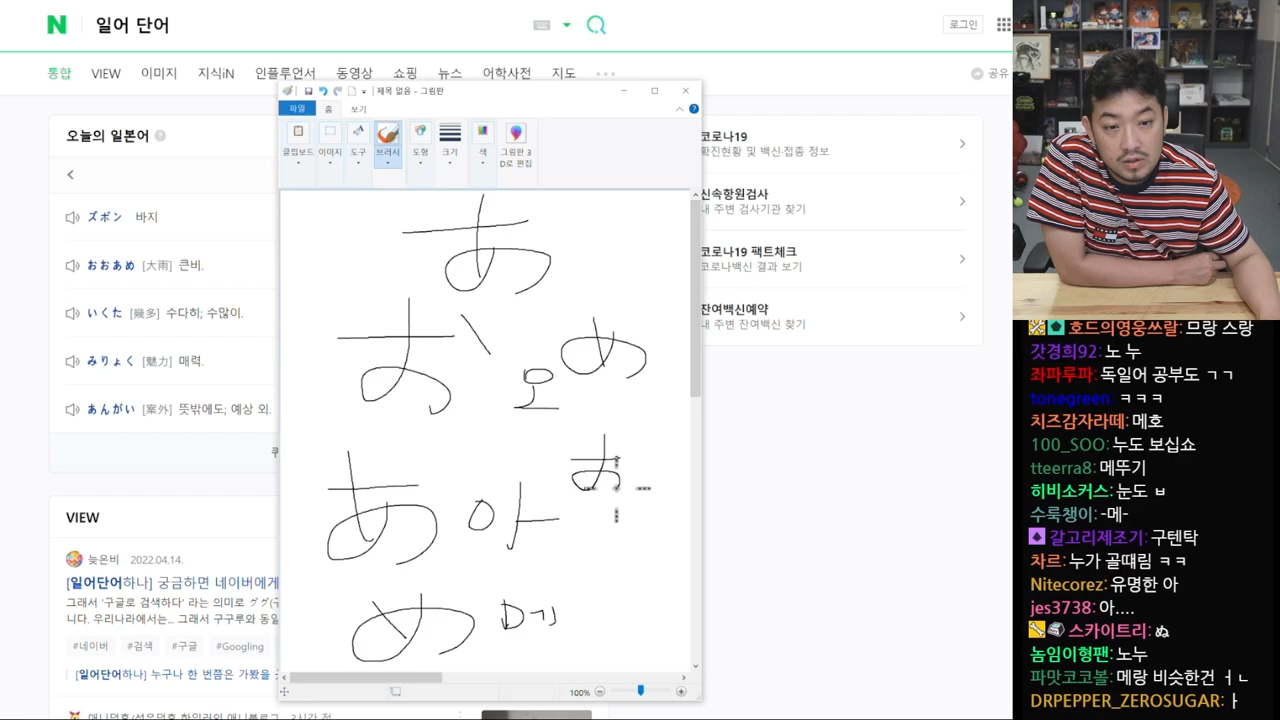 N 일어 단어
로그인
통합 VIEW 이미지 지식iN 인플루언서 동영상 쇼핑 뉴스 어학사전 지도
공유
오늘의 일본어
ズボン 바지
おおあめ [大雨] 큰비.
いくた [幾多] 수다히; 수많이.
みりょく [魅力] 매력.
あんがい [案外] 뜻밖에도; 예상 외.
VIEW
늦은비 2022.04.14.
[일어단어하나] 궁금하면 네이버에게
그래서 '구글로 검색하다' 라는 의미로 ググ(구
니다. 우리나라에서는... 그래서 구구루와 동일
#네이버 #검색 #구글 #Googling
[일어단어하나] 누구나 한 번쯤은 가봤을
제목 없음 - 그림판
파일 홈 보기
클립보드 이미지 도구 브러시 도형 크기 색 그림판 3D로 편집
お
お 오 め
あ 아 お
め 메
100%
코로나19
확진현황 및 백신·접종 정보
신속항원검사
내 주변 검사기관 찾기
코로나19 팩트체크
코로나백신 결과 보기
잔여백신예약
내 주변 잔여백신 찾기
호드의영웅쓰랄: 므랑 스랑
갓경희92: 노 누
좌파루파: 독일어 공부도 ㄱㄱ
tonegreen: ㅋㅋㅋ
치즈감자라떼: 메호
100_SOO: 누도 보십쇼
tteerra8: 메뚜기
히비소커스: 눈도 ㅂ
수룩챙이: -메-
갈고리제조기: 구텐탁
차르: 누가 골떄림 ㅋㅋ
Nitecorez: 유명한 아
jes3738: 아....
스카이트리: ぬ
놈임이형팬: 노누
파맛코코볼: 메랑 비슷한건 ㅓㄴ
DRPEPPER_ZEROSUGAR: ㅏ